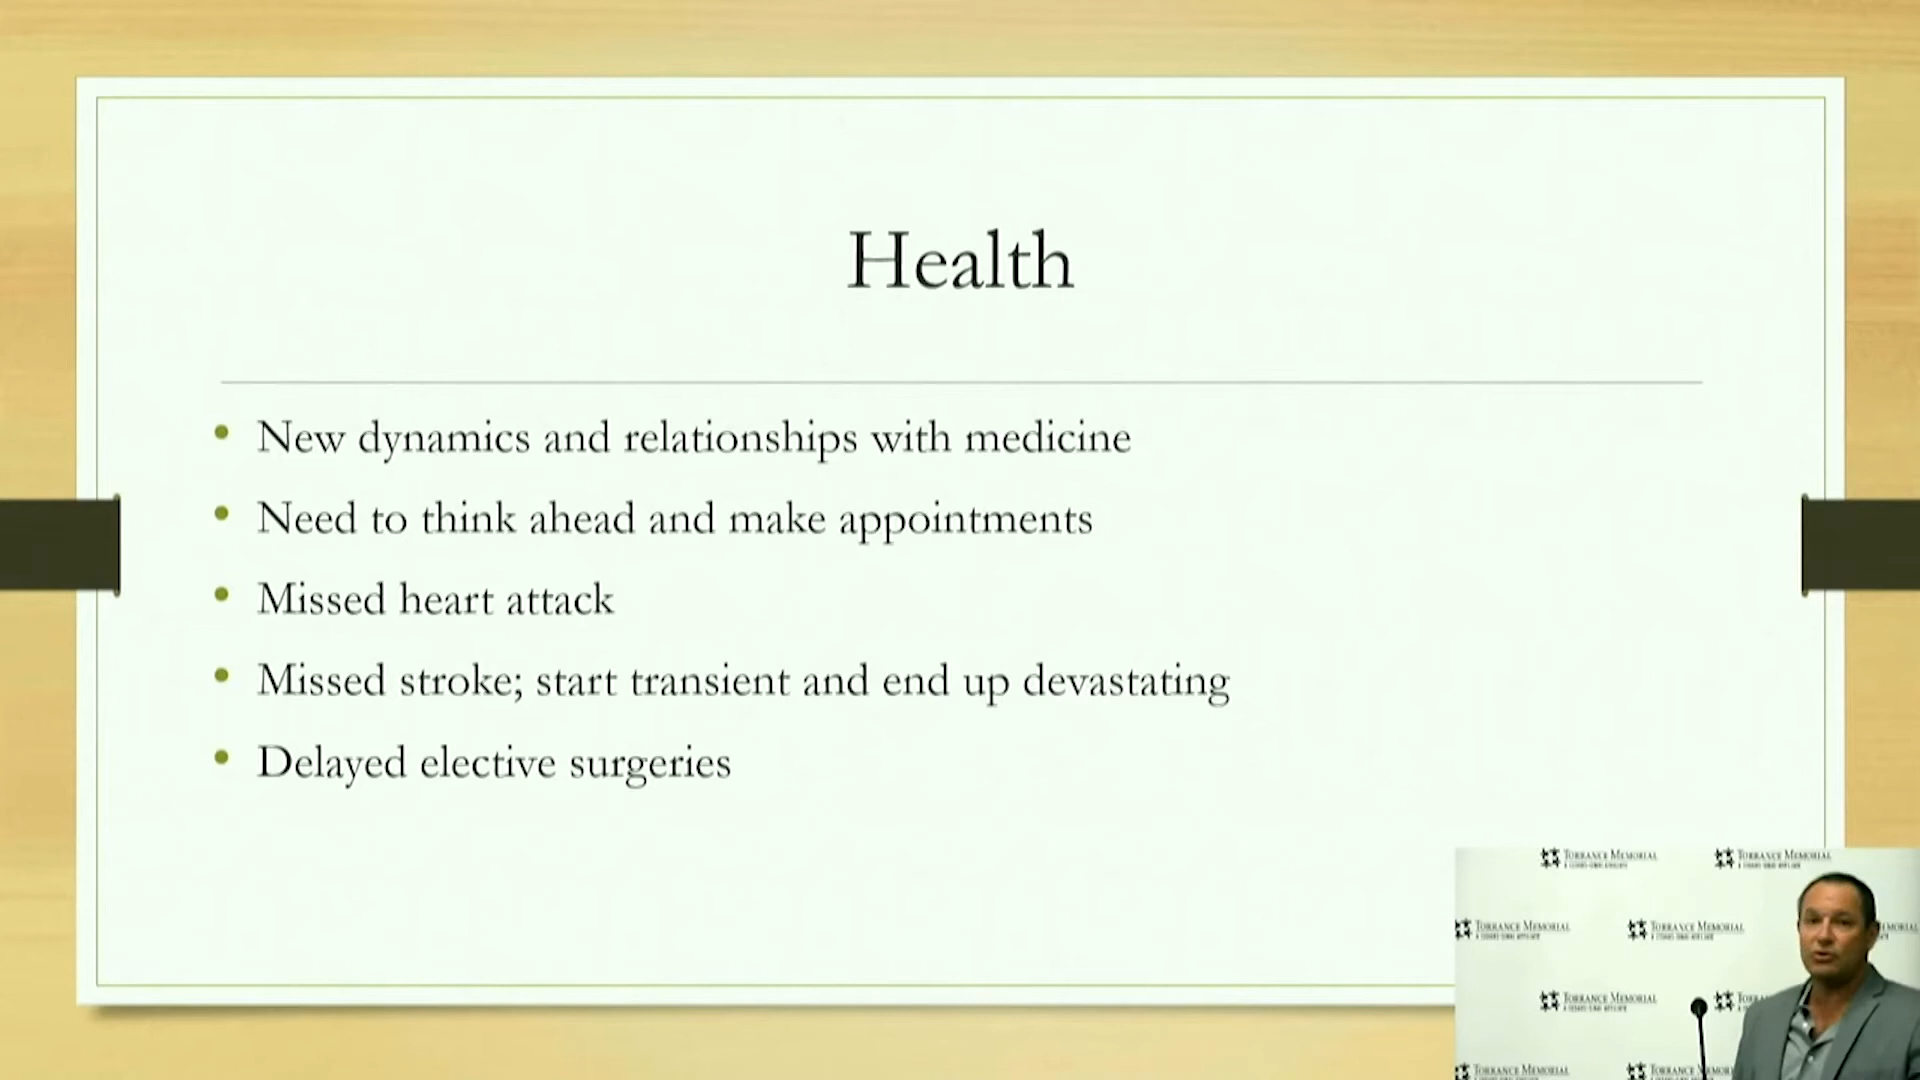 Health
New dynamics and relationships with medicine
Need to think ahead and make appointments
Missed heart attack
Missed stroke; start transient and end up devastating
Delayed elective surgeries
TORRANCE MEMORIAL
TORRANCE MEMORIAL
TORRANCE MEMORIAL
TORRANCE MEMORIAL
TORRANCE MEMORIAL
TORRANCE MEMORIAL